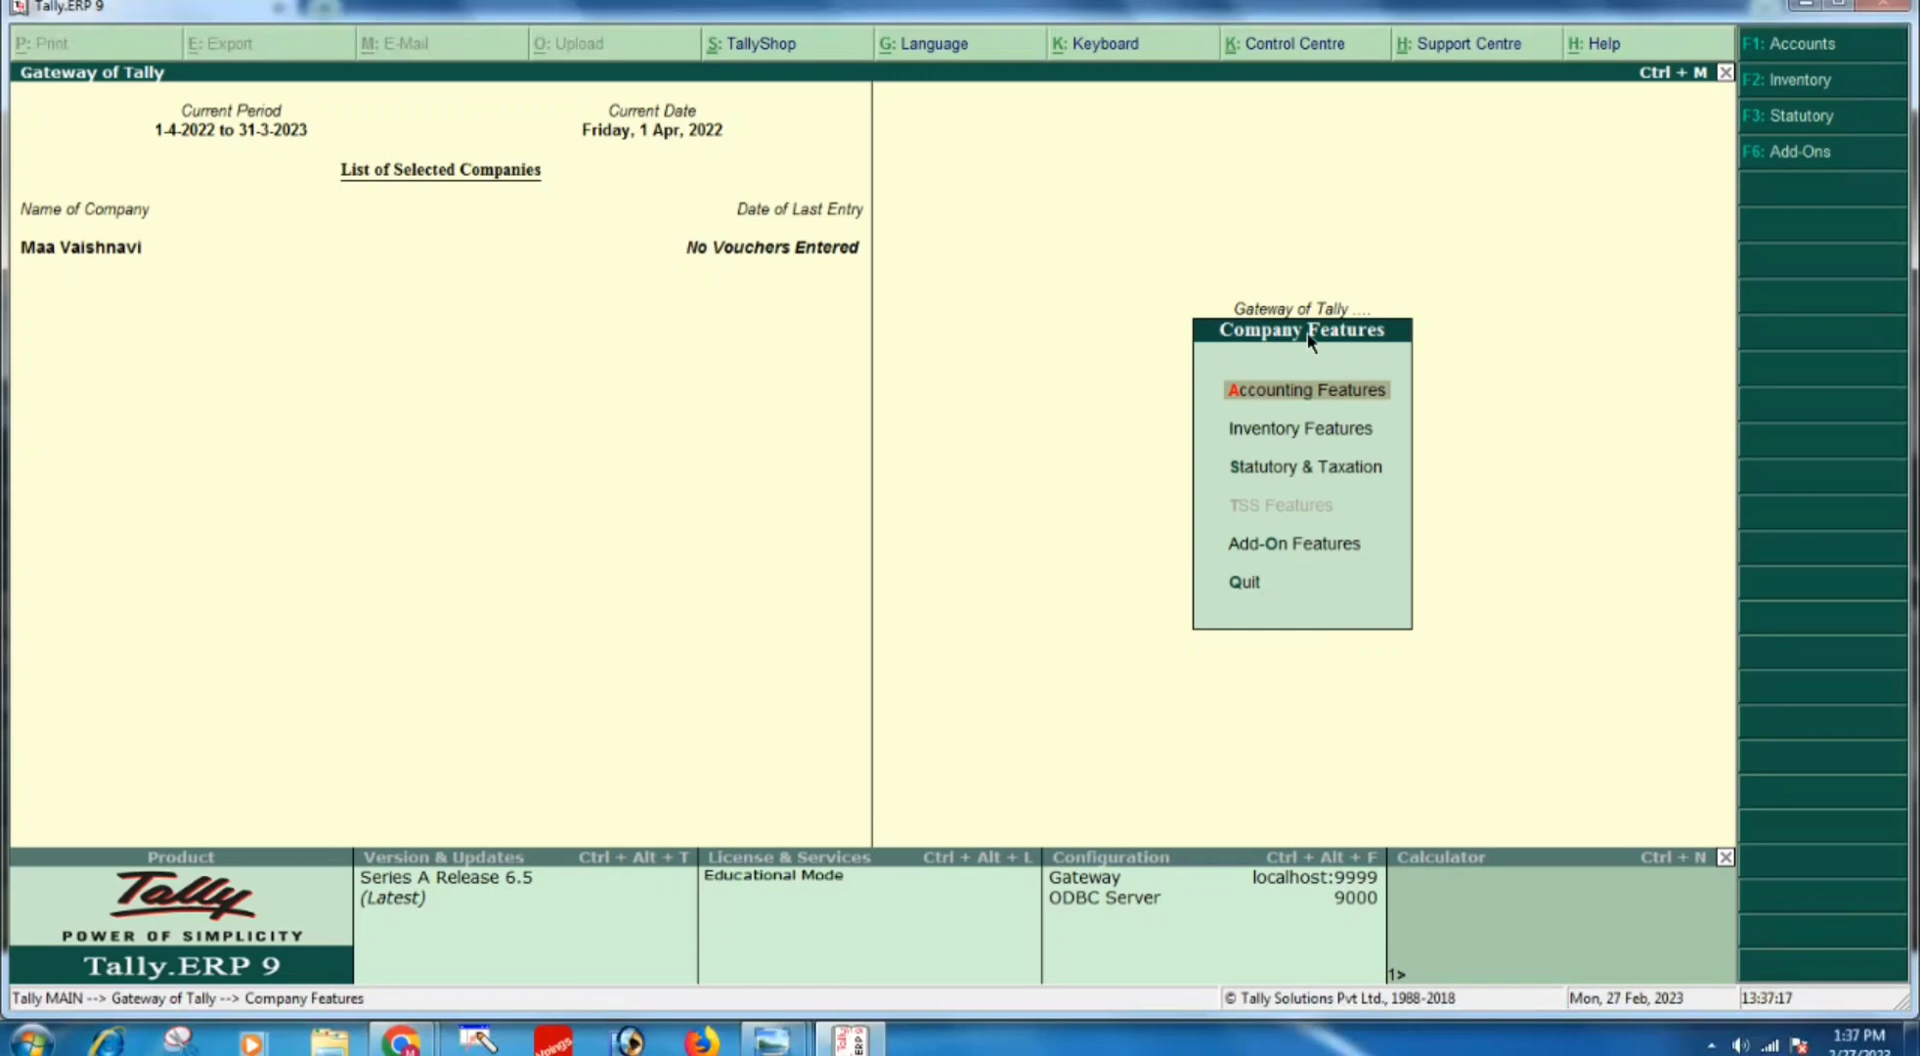 Tally.ERP 9
P: Print
E: Export
M: E-Mail
O: Upload
S: TallyShop
G: Language
K: Keyboard
K: Control Centre
H: Support Centre
H: Help
Gateway of Tally
Ctrl + M
Current Period
1-4-2022 to 31-3-2023
Current Date
Friday, 1 Apr, 2022
List of Selected Companies
Name of Company
Date of Last Entry
Maa Vaishnavi
No Vouchers Entered
Gateway of Tally ....
Company Features
Accounting Features
Inventory Features
Statutory & Taxation
TSS Features
Add-On Features
Quit
F1: Accounts
F2: Inventory
F3: Statutory
F6: Add-Ons
Product
Tally
POWER OF SIMPLICITY
Tally.ERP 9
Version & Updates
Ctrl + Alt + T
Series A Release 6.5
(Latest)
License & Services
Ctrl + Alt + L
Educational Mode
Configuration
Ctrl + Alt + F
Gateway
localhost:9999
ODBC Server
9000
Calculator
Ctrl + N
1>
Tally MAIN --> Gateway of Tally --> Company Features
© Tally Solutions Pvt Ltd., 1988-2018
Mon, 27 Feb, 2023
13:37:17
1:37 PM
2/27/2023